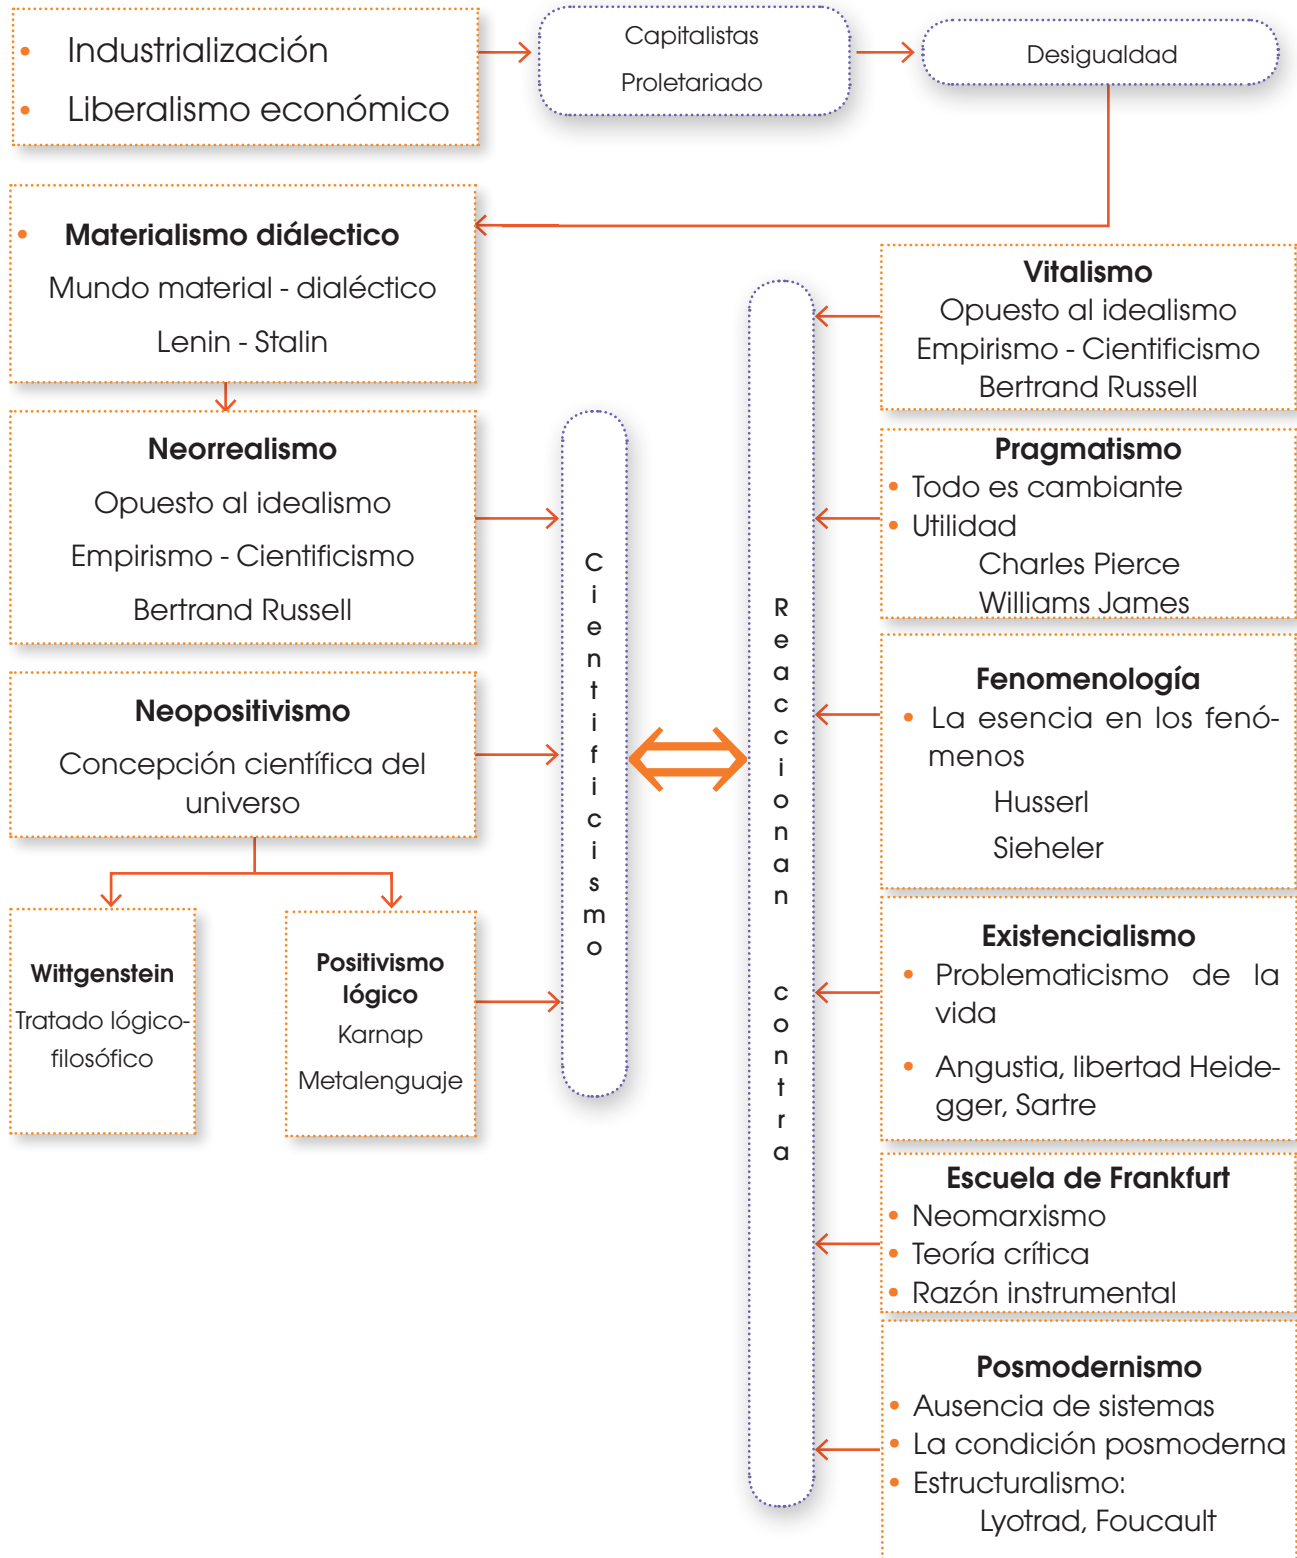 Industrialización
Liberalismo económico
Capitalistas
Proletariado
Desigualdad
Materialismo diálectico
Mundo material - dialéctico
Lenin - Stalin
Neorrealismo
Opuesto al idealismo
Empirismo - Cientificismo
Bertrand Russell
Neopositivismo
Concepción científica del
universo
Wittgenstein
Tratado lógico-
filosófico
Positivismo
lógico
Karnap
Metalenguaje
Cientificismo
Reaccionan contra
Vitalismo
Opuesto al idealismo
Empirismo - Cientificismo
Bertrand Russell
Pragmatismo
Todo es cambiante
Utilidad
Charles Pierce
Williams James
Fenomenología
La esencia en los fenó-
menos
Husserl
Sieheler
Existencialismo
Problematicismo de la
vida
Angustia, libertad Heide-
gger, Sartre
Escuela de Frankfurt
Neomarxismo
Teoría crítica
Razón instrumental
Posmodernismo
Ausencia de sistemas
La condición posmoderna
Estructuralismo:
Lyotrad, Foucault